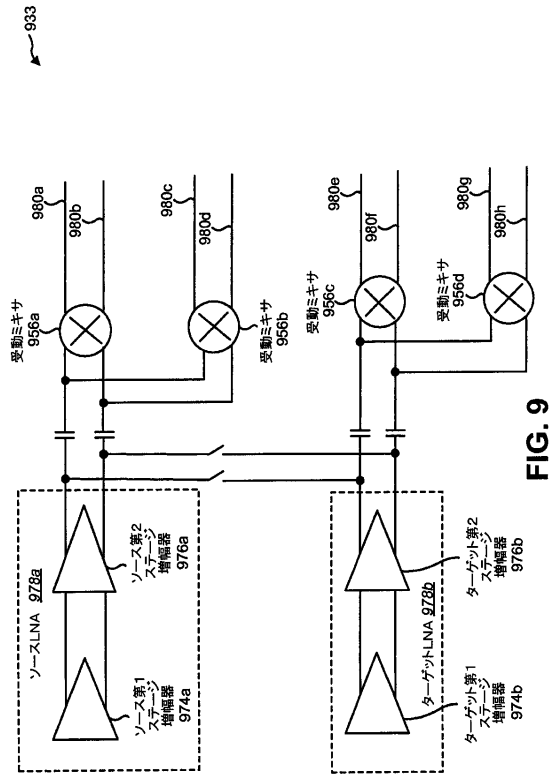 933
ソースLNA 978a
ソース第1
ステージ
増幅器
974a
ソース第2
ステージ
増幅器
976a
受動ミキサ
956a
980a
980b
受動ミキサ
956b
980c
980d
ターゲットLNA 978b
ターゲット第1
ステージ
増幅器
974b
ターゲット第2
ステージ
増幅器
976b
受動ミキサ
956c
980e
980f
受動ミキサ
956d
980g
980h
FIG. 9